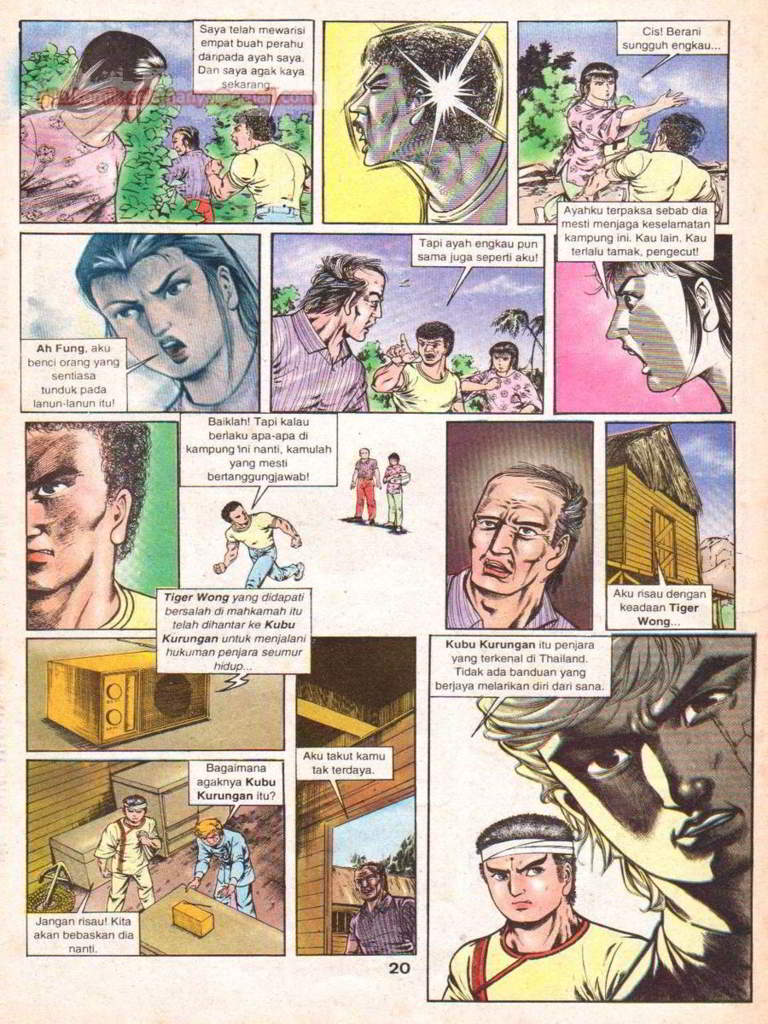 Saya telah mewarisi
empat buah perahu
daripada ayah saya.
Dan saya agak kaya
sekarang...
Cis! Berani
sungguh engkau...
Ayahku terpaksa sebab dia
mesti menjaga keselamatan
kampung ini. Kau lain. Kau
terlalu tamak, pengecut!
Ah Fung, aku
benci orang yang
sentiasa
tunduk pada
lanun-lanun itu!
Tapi ayah engkau pun
sama juga seperti aku!
Baiklah! Tapi kalau
berlaku apa-apa di
kampung ini nanti, kamulah
yang mesti
bertanggungjawab!
Aku risau dengan
keadaan Tiger
Wong...
Tiger Wong yang didapati
bersalah di mahkamah itu
telah dihantar ke Kubu
Kurungan untuk menjalani
hukuman penjara seumur
hidup...
Bagaimana
agaknya Kubu
Kurungan itu?
Jangan risau! Kita
akan bebaskan dia
nanti.
Aku takut kamu
tak terdaya.
Kubu Kurungan itu penjara
yang terkenal di Thailand.
Tidak ada banduan yang
berjaya melarikan diri dari sana.
20